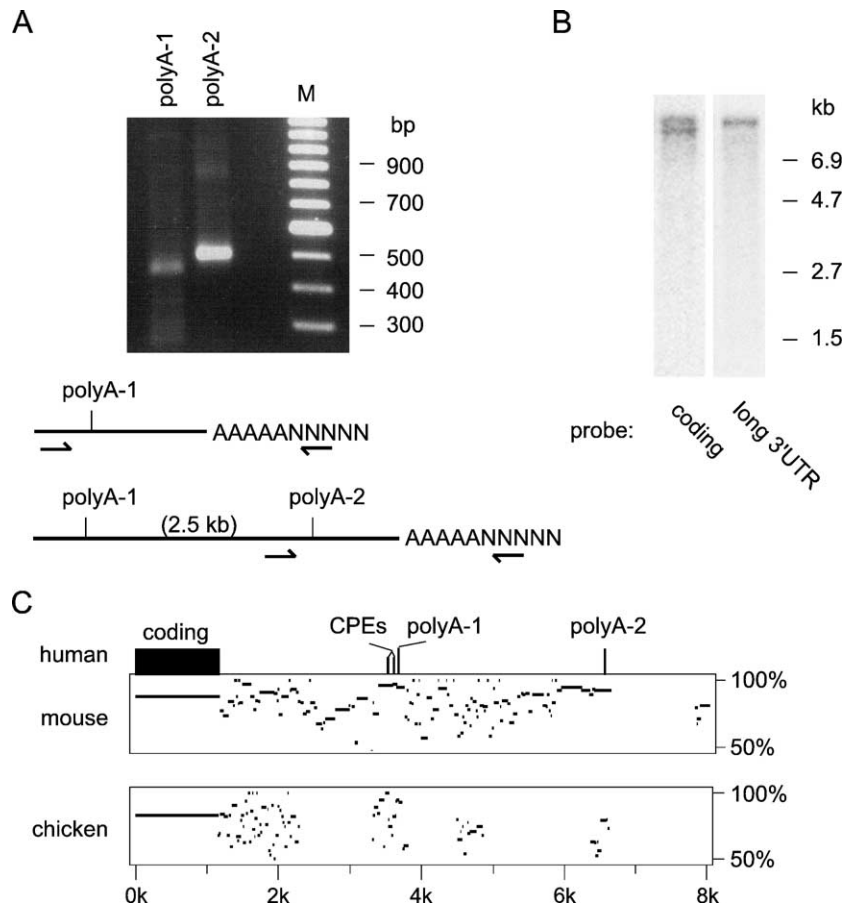 A
polyA-1
polyA-2
M
bp
900
700
500
400
300
polyA-1
AAAAANNNNN
polyA-1
(2.5 kb)
polyA-2
AAAAANNNNN
B
kb
6.9
4.7
2.7
1.5
probe:
coding
long 3'UTR
C
coding
CPEs
polyA-1
polyA-2
human
mouse
100%
50%
chicken
100%
50%
0k
2k
4k
6k
8k